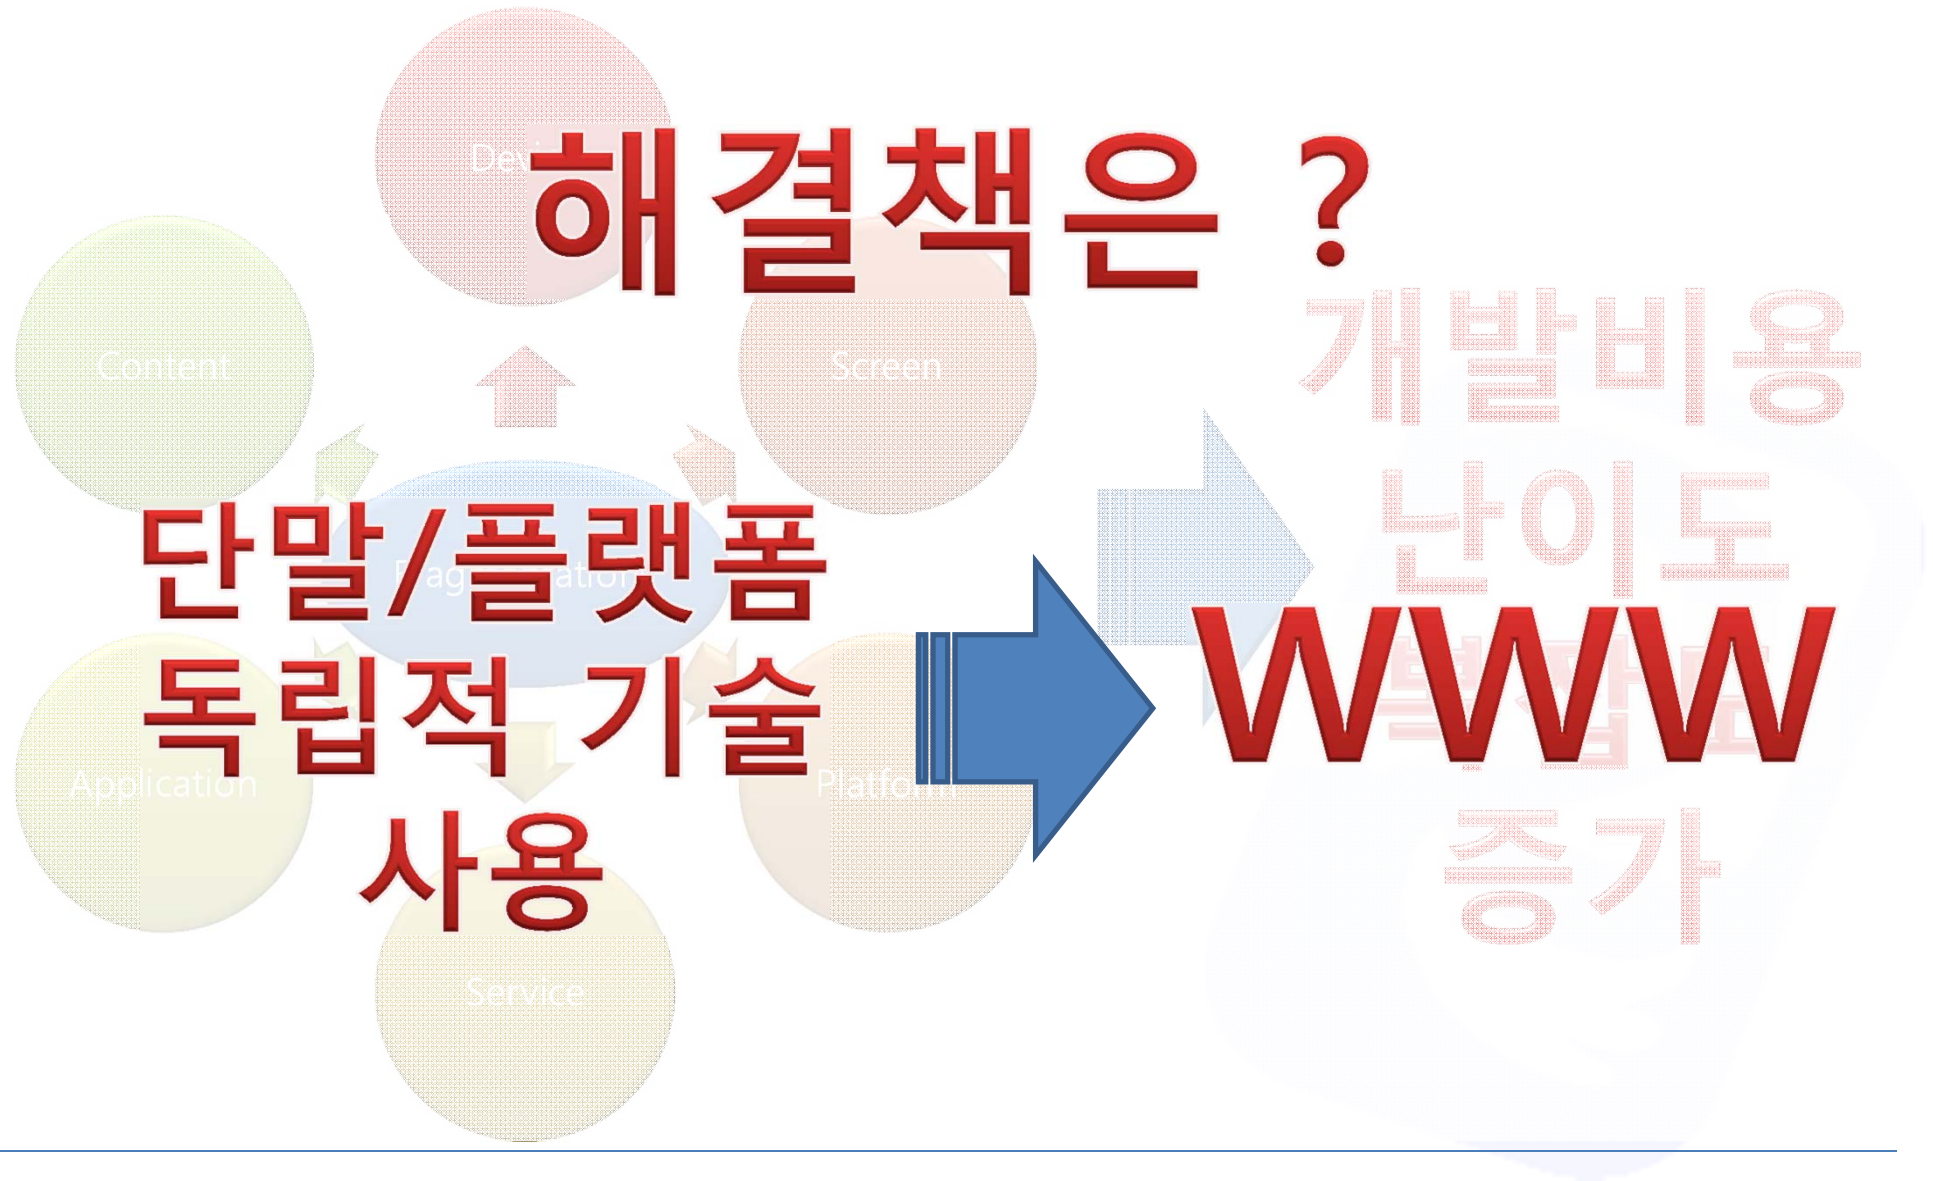 해결책은 ?
단말/플랫폼
독립적 기술
사용
WWW
Content
Screen
Application
Service
개발비용
난이도
증가